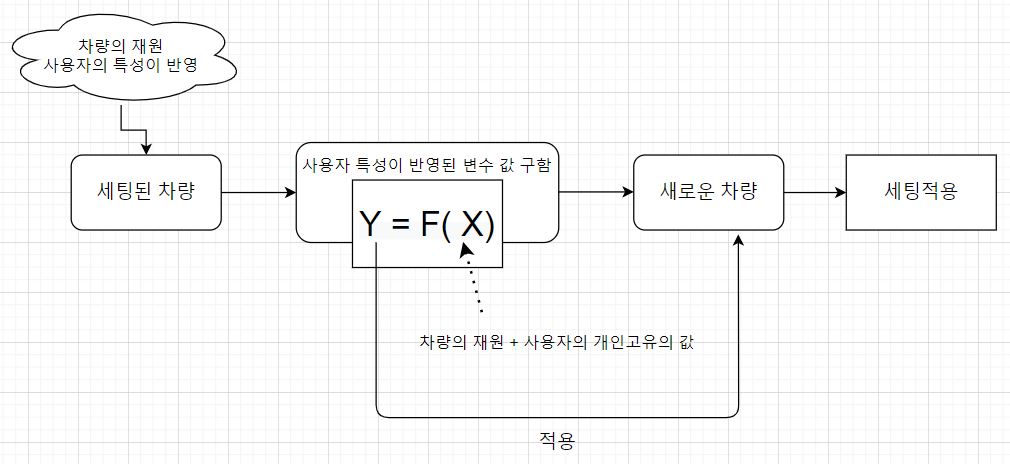 차량의 재원
사용자의 특성이 반영
세팅된 차량
사용자 특성이 반영된 변수 값 구함
Y = F( X)
새로운 차량
세팅적용
차량의 재원 + 사용자의 개인고유의 값
적용